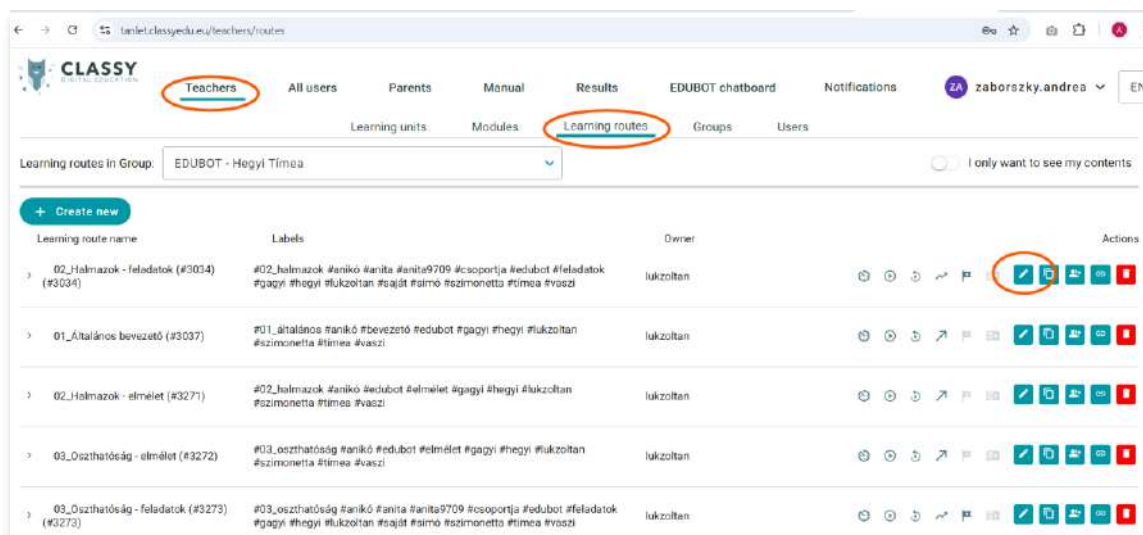 tanlet.classyedu.eu/teachers/routes
CLASSY
DIGITAL EDUCATION
Teachers All users Parents Manual Results EDUBOT chatboard Notifications ZA zaborszky.andrea EN
Learning units Modules Learning routes Groups Users
Learning routes in Group: EDUBOT - Hegyi Tímea I only want to see my contents
+ Create new
Learning route name Labels Owner Actions
02_Halmazok - feladatok (#3034) #02_halmazok #anikó #anita #anita9709 #csoportja #edubot #feladatok
(#3034) #gagyi #hegyi #lukzoltan #saját #simó #szimonetta #tímea #vaszi lukzoltan
01_Általános bevezető (#3037) #01_általános #anikó #bevezető #edubot #gagyi #hegyi #lukzoltan
#szimonetta #tímea #vaszi lukzoltan
02_Halmazok - elmélet (#3271) #02_halmazok #anikó #edubot #elmélet #gagyi #hegyi #lukzoltan
#szimonetta #tímea #vaszi lukzoltan
03_Oszthatóság - elmélet (#3272) #03_oszthatóság #anikó #edubot #elmélet #gagyi #hegyi #lukzoltan
#szimonetta #tímea #vaszi lukzoltan
03_Oszthatóság - feladatok (#3273) #03_oszthatóság #anikó #anita #anita9709 #csoportja #edubot #feladatok
(#3273) #gagyi #hegyi #lukzoltan #saját #simó #szimonetta #tímea #vaszi lukzoltan